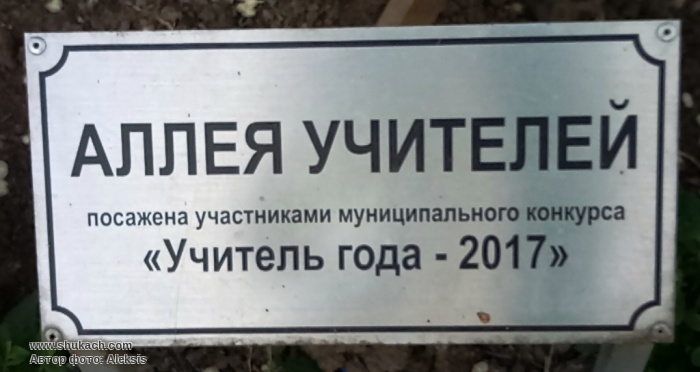 АЛЛЕЯ УЧИТЕЛЕЙ
посажена участниками муниципального конкурса
«Учитель года - 2017»
www.shukach.com
Автор фото: Aleksis